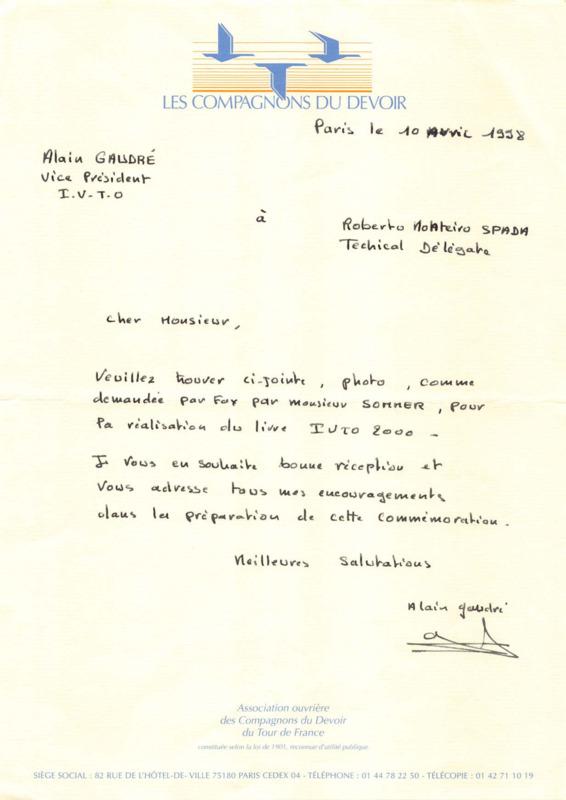 LES COMPAGNONS DU DEVOIR
Paris le 10 Avril 1998
Alain GAUDRÉ
Vice Président
I.V-T.O
à
Roberto Monteiro SPADA
Techical Délégate
Cher Monsieur,
Veuillez trouver ci-jointe, photo, comme
demandée par Fax par monsieur SOMMER, pour
la réalisation du livre IVTO 2000 -
Je vous en souhaite bonne réception et
vous adresse tous mes encouragements
dans la préparation de cette commémoration.
Meilleures Salutations
Alain Gaudré
Association ouvrière
des Compagnons du Devoir
du Tour de France
constituée selon la loi de 1901, reconnue d'utilité publique.
SIÈGE SOCIAL : 82 RUE DE L'HÔTEL-DE- VILLE 75180 PARIS CEDEX 04 - TÉLÉPHONE : 01 44 78 22 50 - TÉLÉCOPIE : 01 42 71 10 19